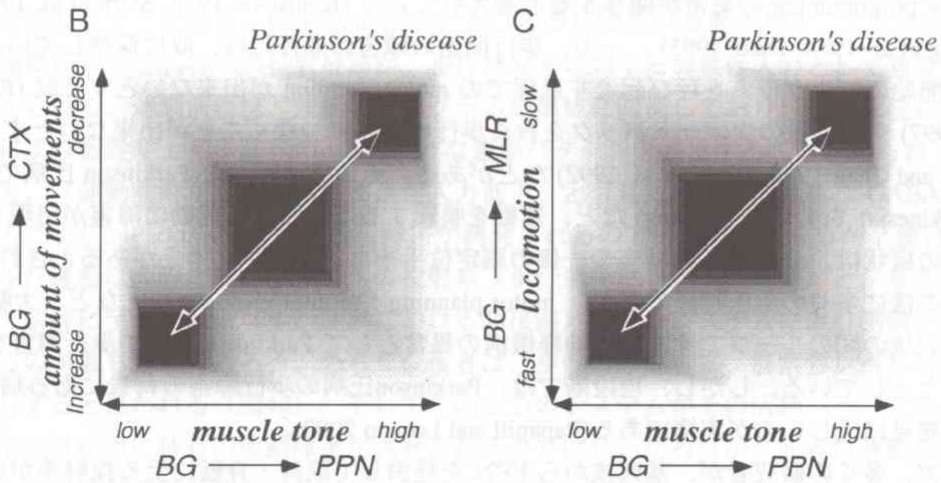 B
Parkinson's disease
BG → CTX
amount of movements
decrease
Increase
low muscle tone high
BG → PPN
C
Parkinson's disease
BG → MLR
locomotion
slow
fast
low muscle tone high
BG → PPN